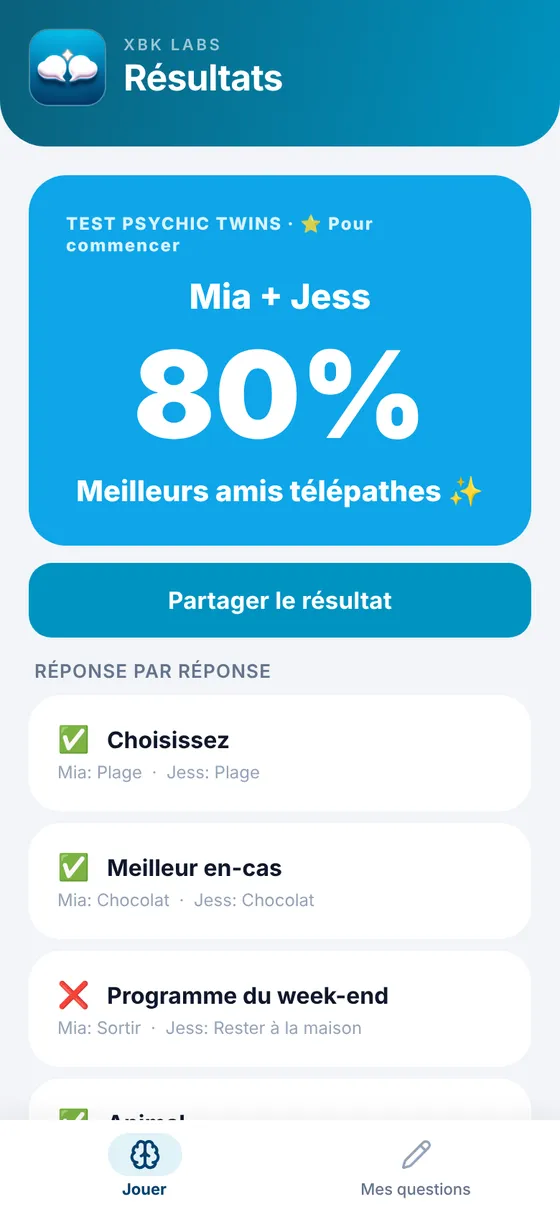 XBK LABS
Résultats
TEST PSYCHIC TWINS · ⭐ Pour
commencer
Mia + Jess
80%
Meilleurs amis télépathes ✨
Partager le résultat
RÉPONSE PAR RÉPONSE
✅ Choisissez
Mia: Plage · Jess: Plage
✅ Meilleur en-cas
Mia: Chocolat · Jess: Chocolat
❌ Programme du week-end
Mia: Sortir · Jess: Rester à la maison
✅ Animal
Jouer
Mes questions